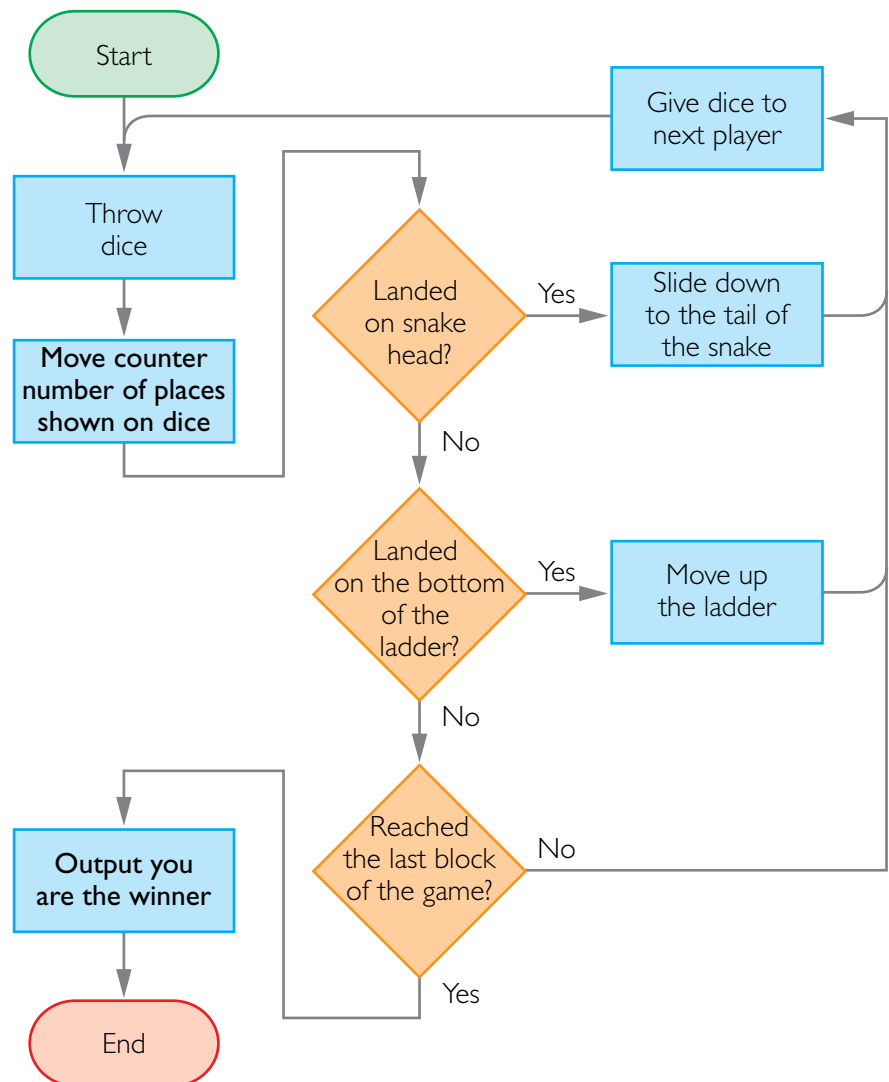 Start
Give dice to
next player
Throw
dice
Landed
on snake
head?
Yes
Slide down
to the tail of
the snake
Move counter
number of places
shown on dice
No
Landed
on the bottom
of the
ladder?
Yes
Move up
the ladder
No
Reached
the last block
of the game?
No
Output you
are the winner
Yes
End